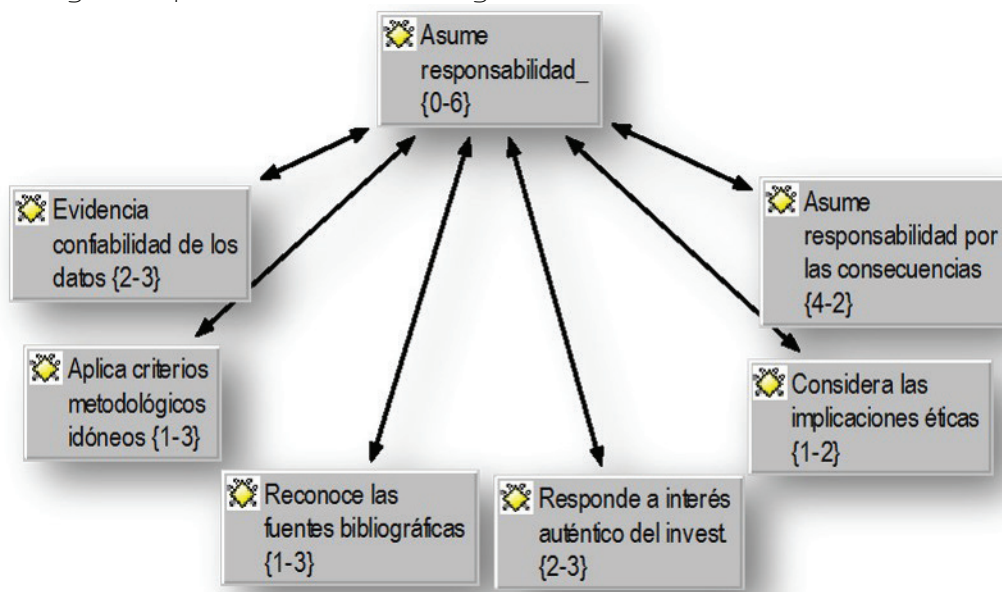 Asume
responsabilidad_
{0-6}
Evidencia
confiabilidad de los
datos {2-3}
Asume
responsabilidad por
las consecuencias
{4-2}
Aplica criterios
metodológicos
idóneos {1-3}
Considera las
implicaciones éticas
{1-2}
Reconoce las
fuentes bibliográficas
{1-3}
Responde a interés
auténtico del invest.
{2-3}